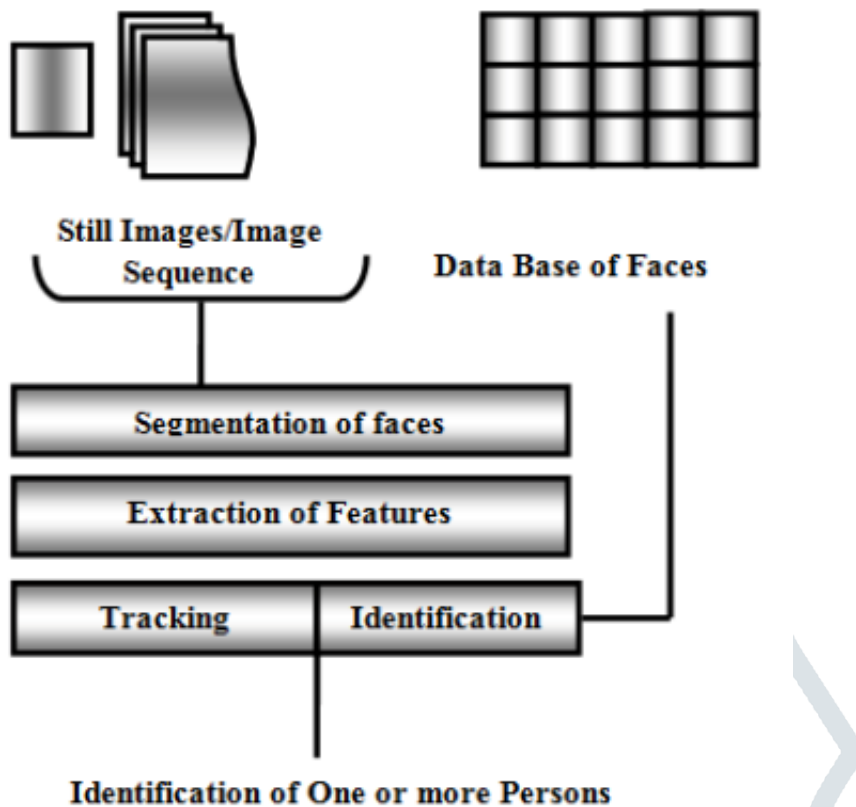 Still Images/Image
Sequence
Data Base of Faces
Segmentation of faces
Extraction of Features
Tracking
Identification
Identification of One or more Persons